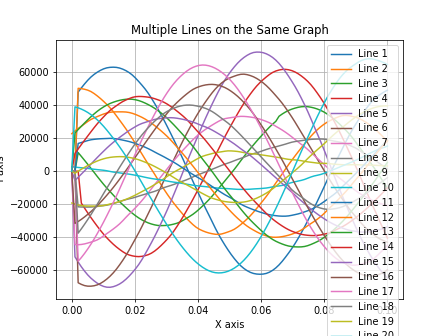 Multiple Lines on the Same Graph
60000
40000
20000
0
−20000
−40000
−60000
0.00
0.02
0.04
0.06
X axis
Line 1
Line 2
Line 3
Line 4
Line 5
Line 6
Line 7
Line 8
Line 9
Line 10
Line 11
Line 12
Line 13
Line 14
Line 15
Line 16
Line 17
Line 18
Line 19
Line 20